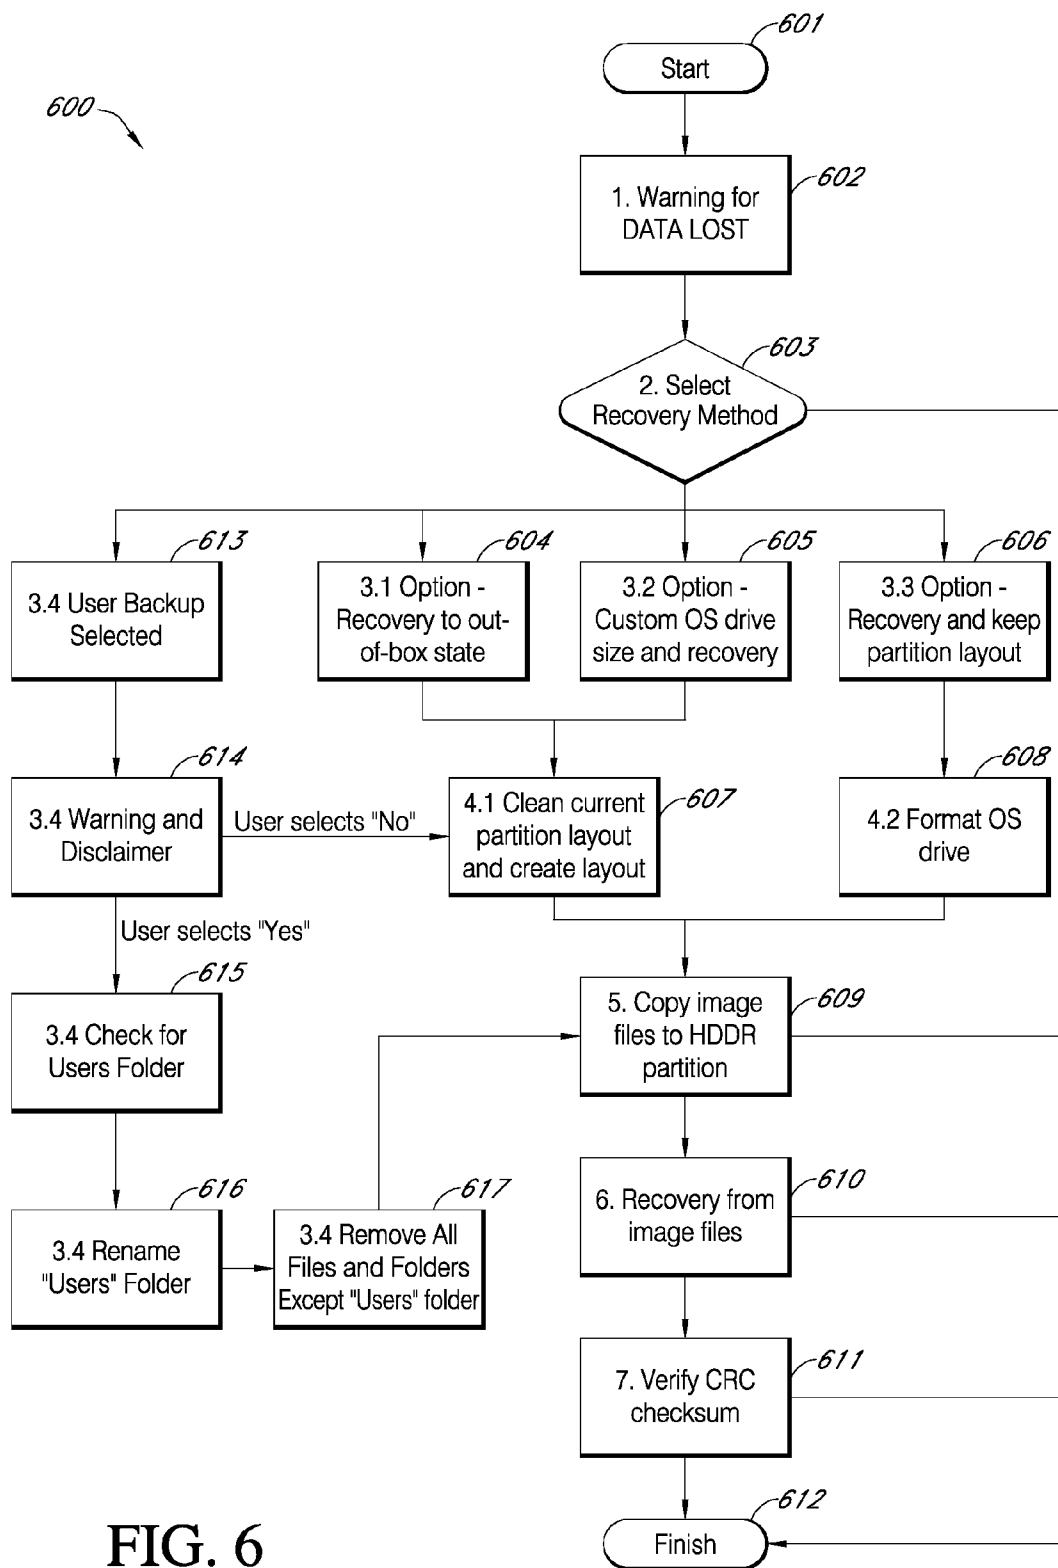 601
Start
600
602
1. Warning for
DATA LOST
603
2. Select
Recovery Method
613
3.4 User Backup
Selected
604
3.1 Option -
Recovery to out-
of-box state
605
3.2 Option -
Custom OS drive
size and recovery
606
3.3 Option -
Recovery and keep
partition layout
614
3.4 Warning and
Disclaimer
User selects "No"
607
4.1 Clean current
partition layout
and create layout
608
4.2 Format OS
drive
User selects "Yes"
615
3.4 Check for
Users Folder
609
5. Copy image
files to HDDR
partition
616
3.4 Rename
"Users" Folder
617
3.4 Remove All
Files and Folders
Except "Users" folder
610
6. Recovery from
image files
611
7. Verify CRC
checksum
612
Finish
FIG. 6